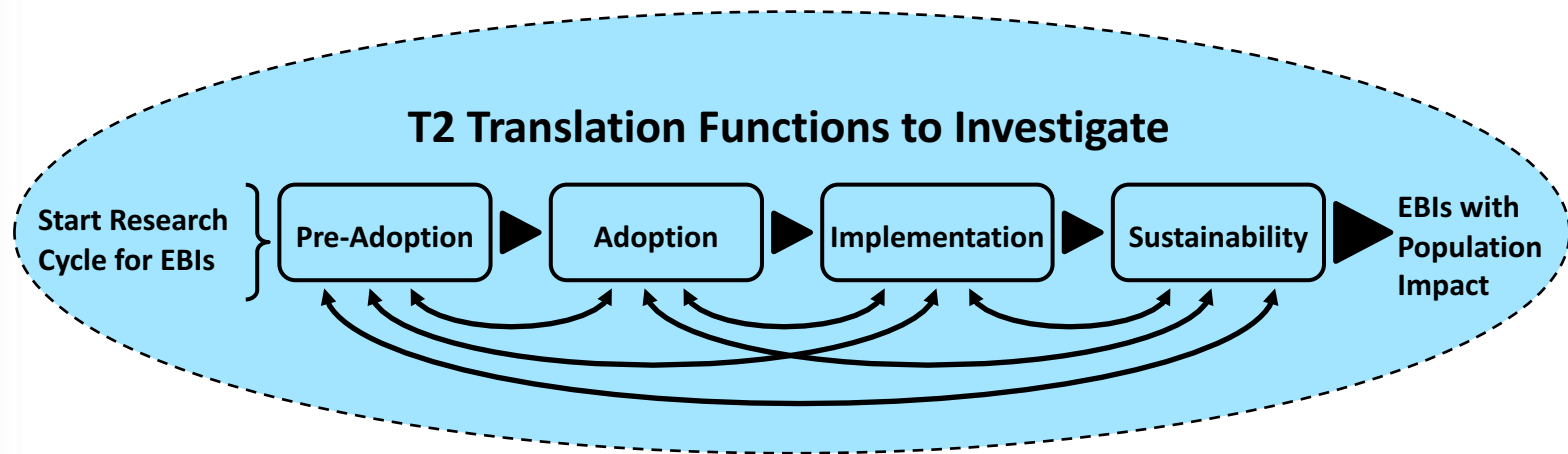 T2 Translation Functions to Investigate
Start Research
Cycle for EBIs
Pre-Adoption
Adoption
Implementation
Sustainability
EBIs with
Population
Impact